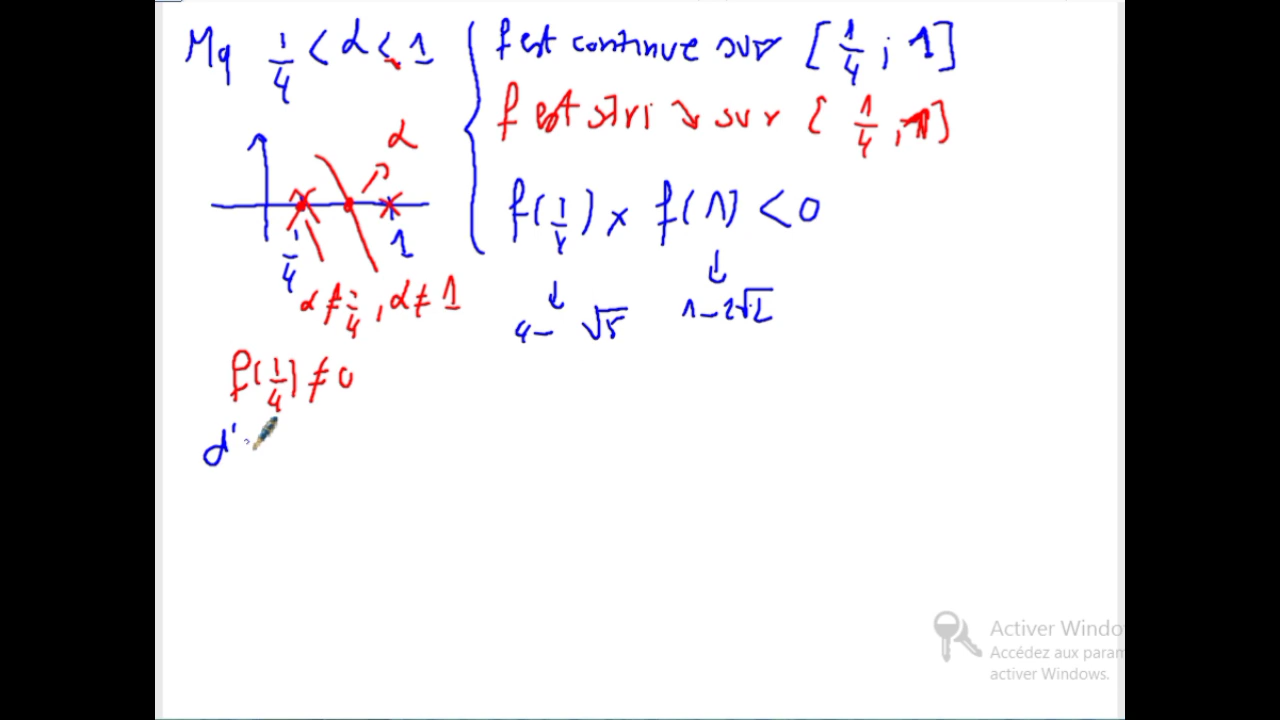 Mq 1/4 < α < 1 { f est continue sur [1/4 ; 1]
f est stri ↘ sur [1/4, 1]
α
f(1/4) × f(1) < 0
1/4 1
α ≠ 1/4, α ≠ 1
↓ ↓
4 - √5 1 - 2√2
f(1/4) ≠ 0
d'
Activer Windo
Accédez aux param
activer Windows.